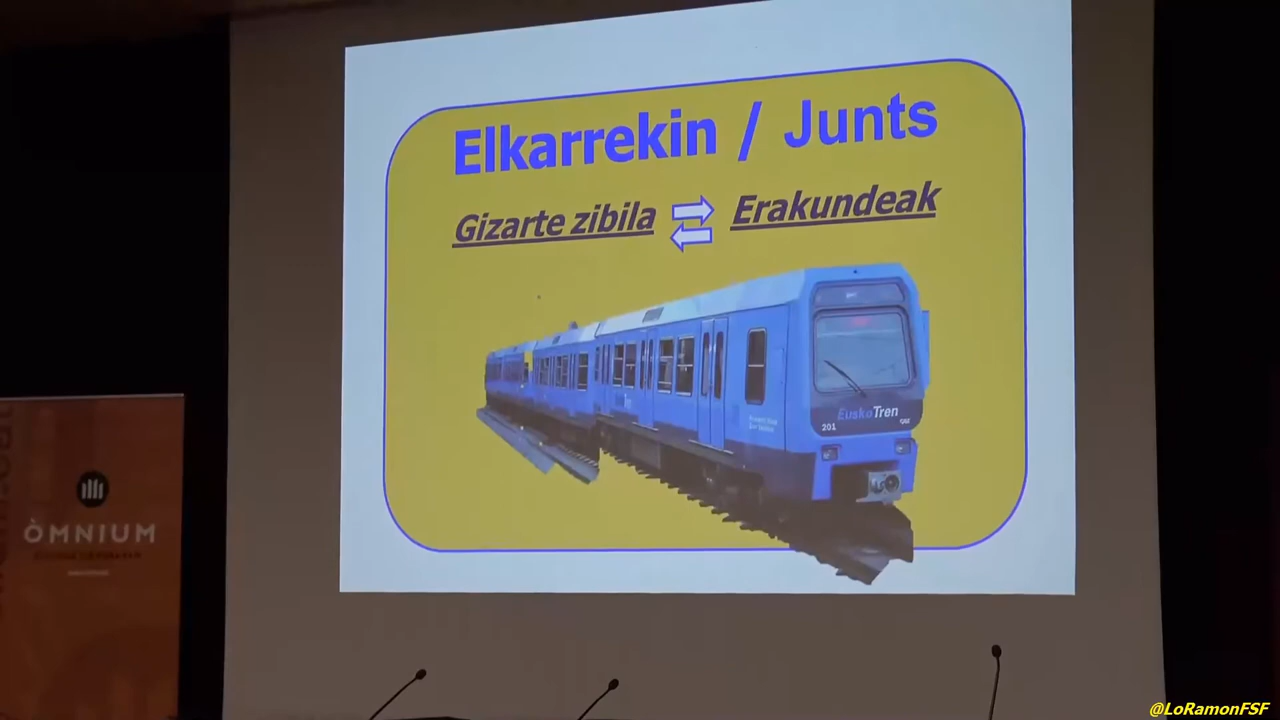 Elkarrekin / Junts
Gizarte zibila
Erakundeak
EuskoTren
201
ÒMNIUM
@LoRamonFSF